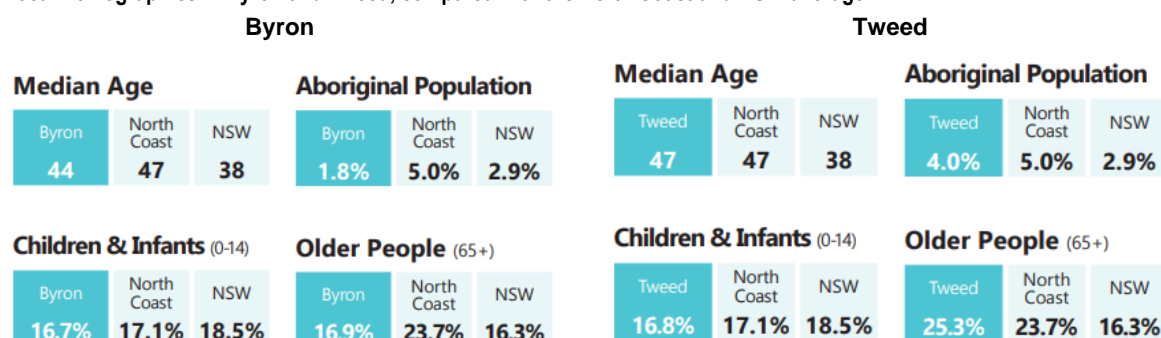 Byron
Tweed
Median Age
Byron North Coast NSW
44 47 38
Aboriginal Population
Byron North Coast NSW
1.8% 5.0% 2.9%
Children & Infants (0-14)
Byron North Coast NSW
16.7% 17.1% 18.5%
Older People (65+)
Byron North Coast NSW
16.9% 23.7% 16.3%
Median Age
Tweed North Coast NSW
47 47 38
Aboriginal Population
Tweed North Coast NSW
4.0% 5.0% 2.9%
Children & Infants (0-14)
Tweed North Coast NSW
16.8% 17.1% 18.5%
Older People (65+)
Tweed North Coast NSW
25.3% 23.7% 16.3%